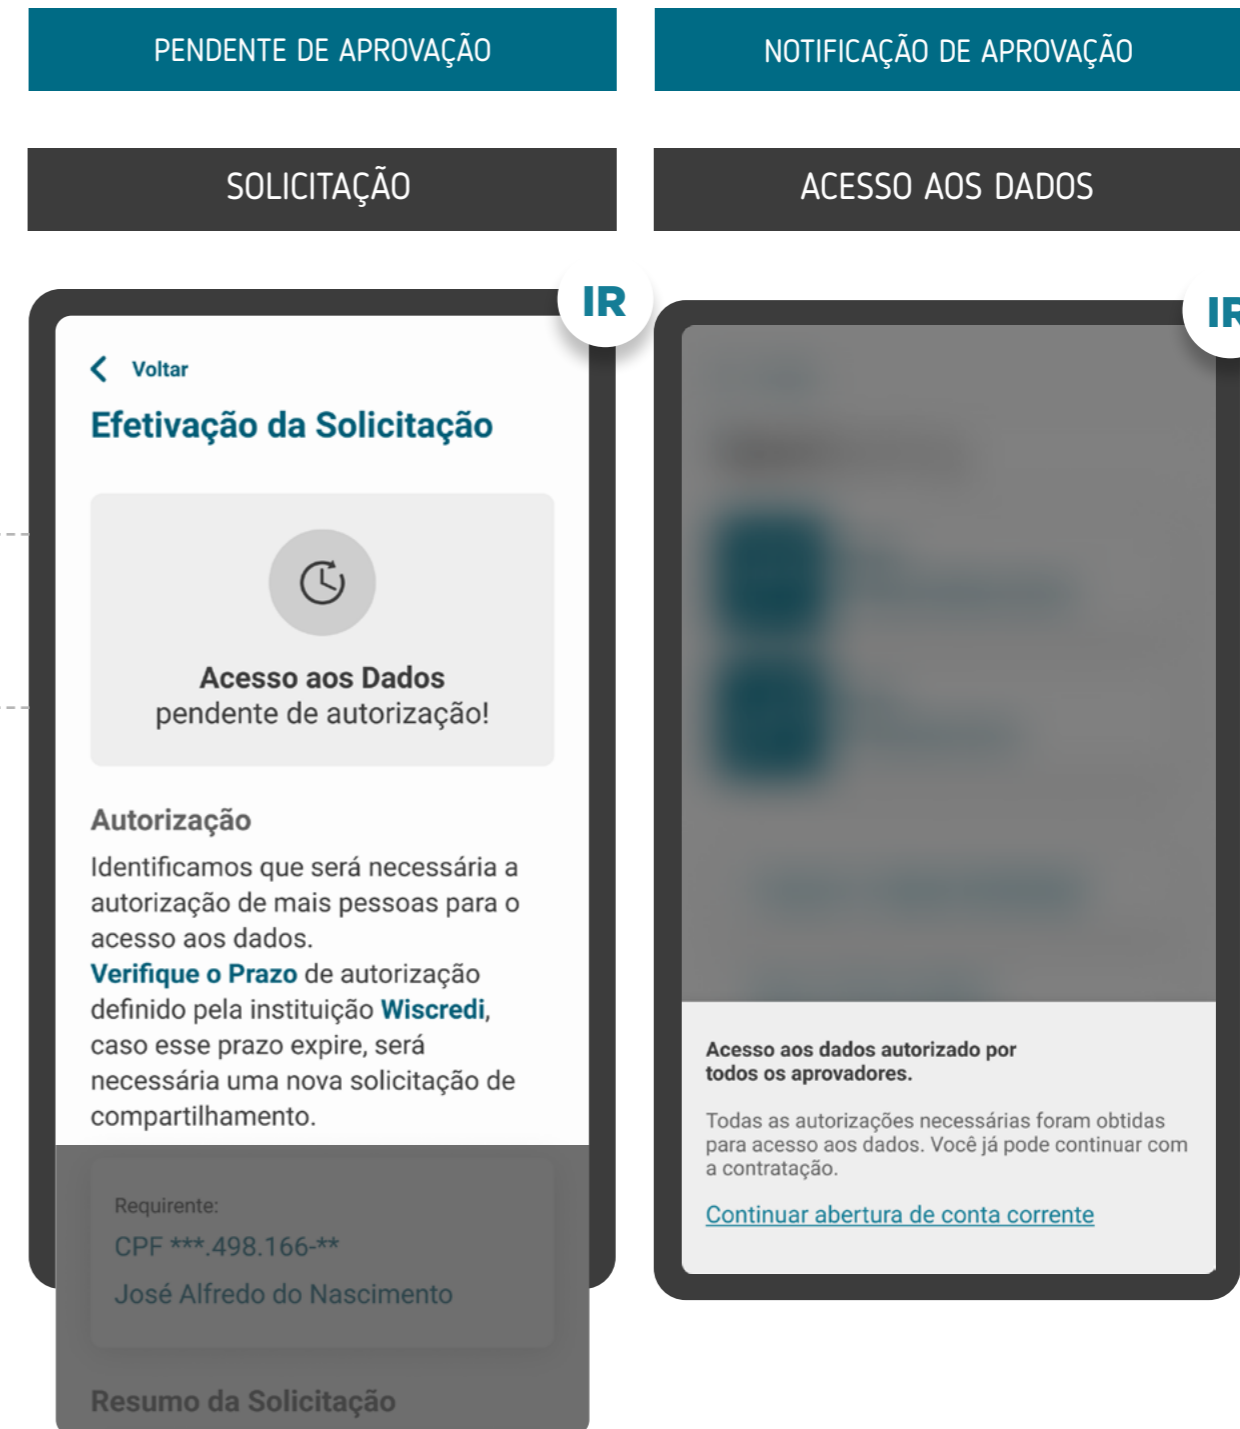 PENDENTE DE APROVAÇÃO
NOTIFICAÇÃO DE APROVAÇÃO
SOLICITAÇÃO
ACESSO AOS DADOS
IR
Voltar
Efetivação da Solicitação
Acesso aos Dados
pendente de autorização!
Autorização
Identificamos que será necessária a
autorização de mais pessoas para o
acesso aos dados.
Verifique o Prazo de autorização
definido pela instituição Wiscredi,
caso esse prazo expire, será
necessária uma nova solicitação de
compartilhamento.
Requirente:
CPF ***.498.166-**
José Alfredo do Nascimento
Resumo da Solicitação
IR
Acesso aos dados autorizado por
todos os aprovadores.
Todas as autorizações necessárias foram obtidas
para acesso aos dados. Você já pode continuar com
a contratação.
Continuar abertura de conta corrente